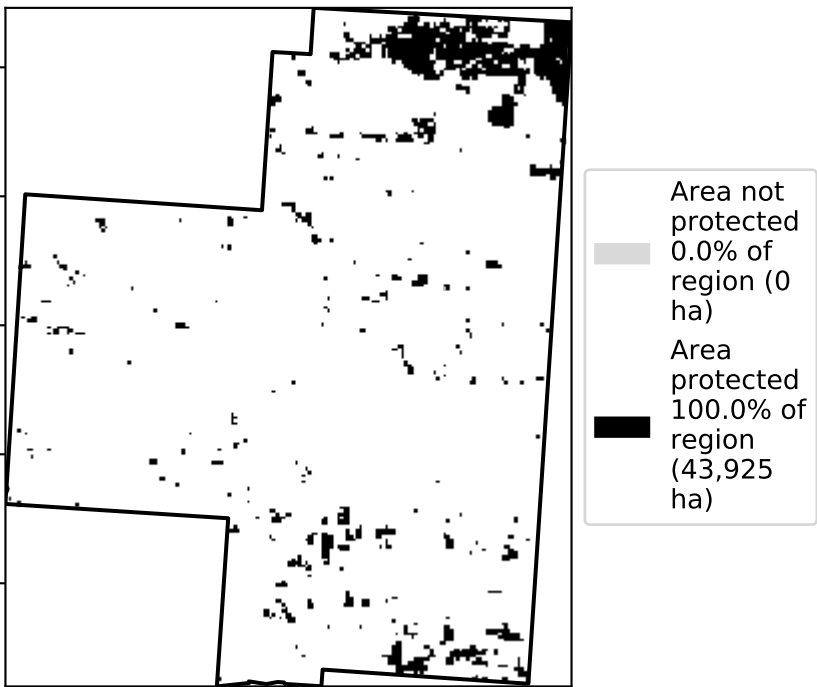 Area not
protected
0.0% of
region (0
ha)
Area
protected
100.0% of
region
(43,925
ha)